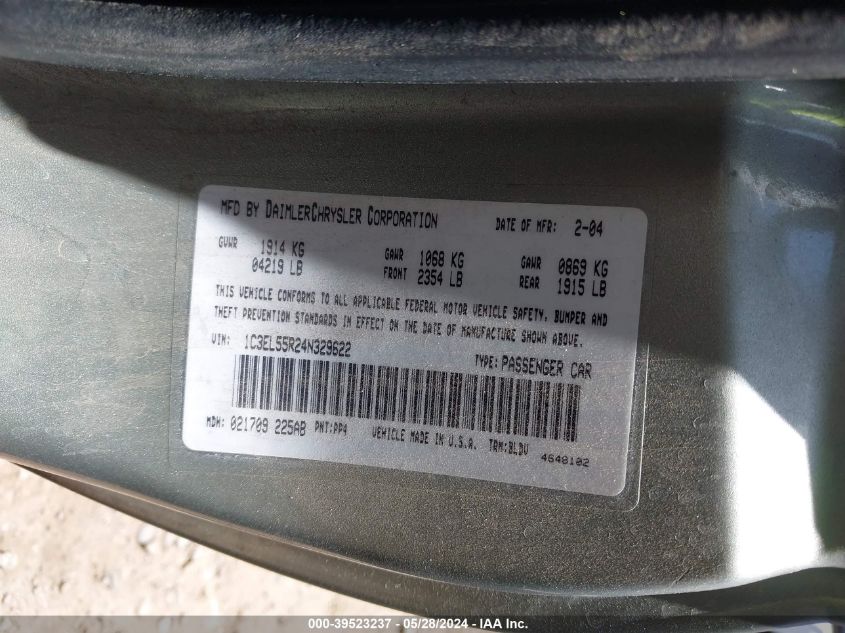 MFD BY DAIMLERCHRYSLER CORPORATION DATE OF MFR: 2-04
GVWR 1914 KG GAWR 1068 KG GAWR 0869 KG
04219 LB FRONT 2354 LB REAR 1915 LB
THIS VEHICLE CONFORMS TO ALL APPLICABLE FEDERAL MOTOR VEHICLE SAFETY, BUMPER AND
THEFT PREVENTION STANDARDS IN EFFECT ON THE DATE OF MANUFACTURE SHOWN ABOVE.
VIN: 1C3EL55R24N329622 TYPE: PASSENGER CAR
MDH: 021709 225AB PNT:PP4 VEHICLE MADE IN U.S.A. TRM:BLDV
4648102
000-39523237 - 05/28/2024 - IAA Inc.